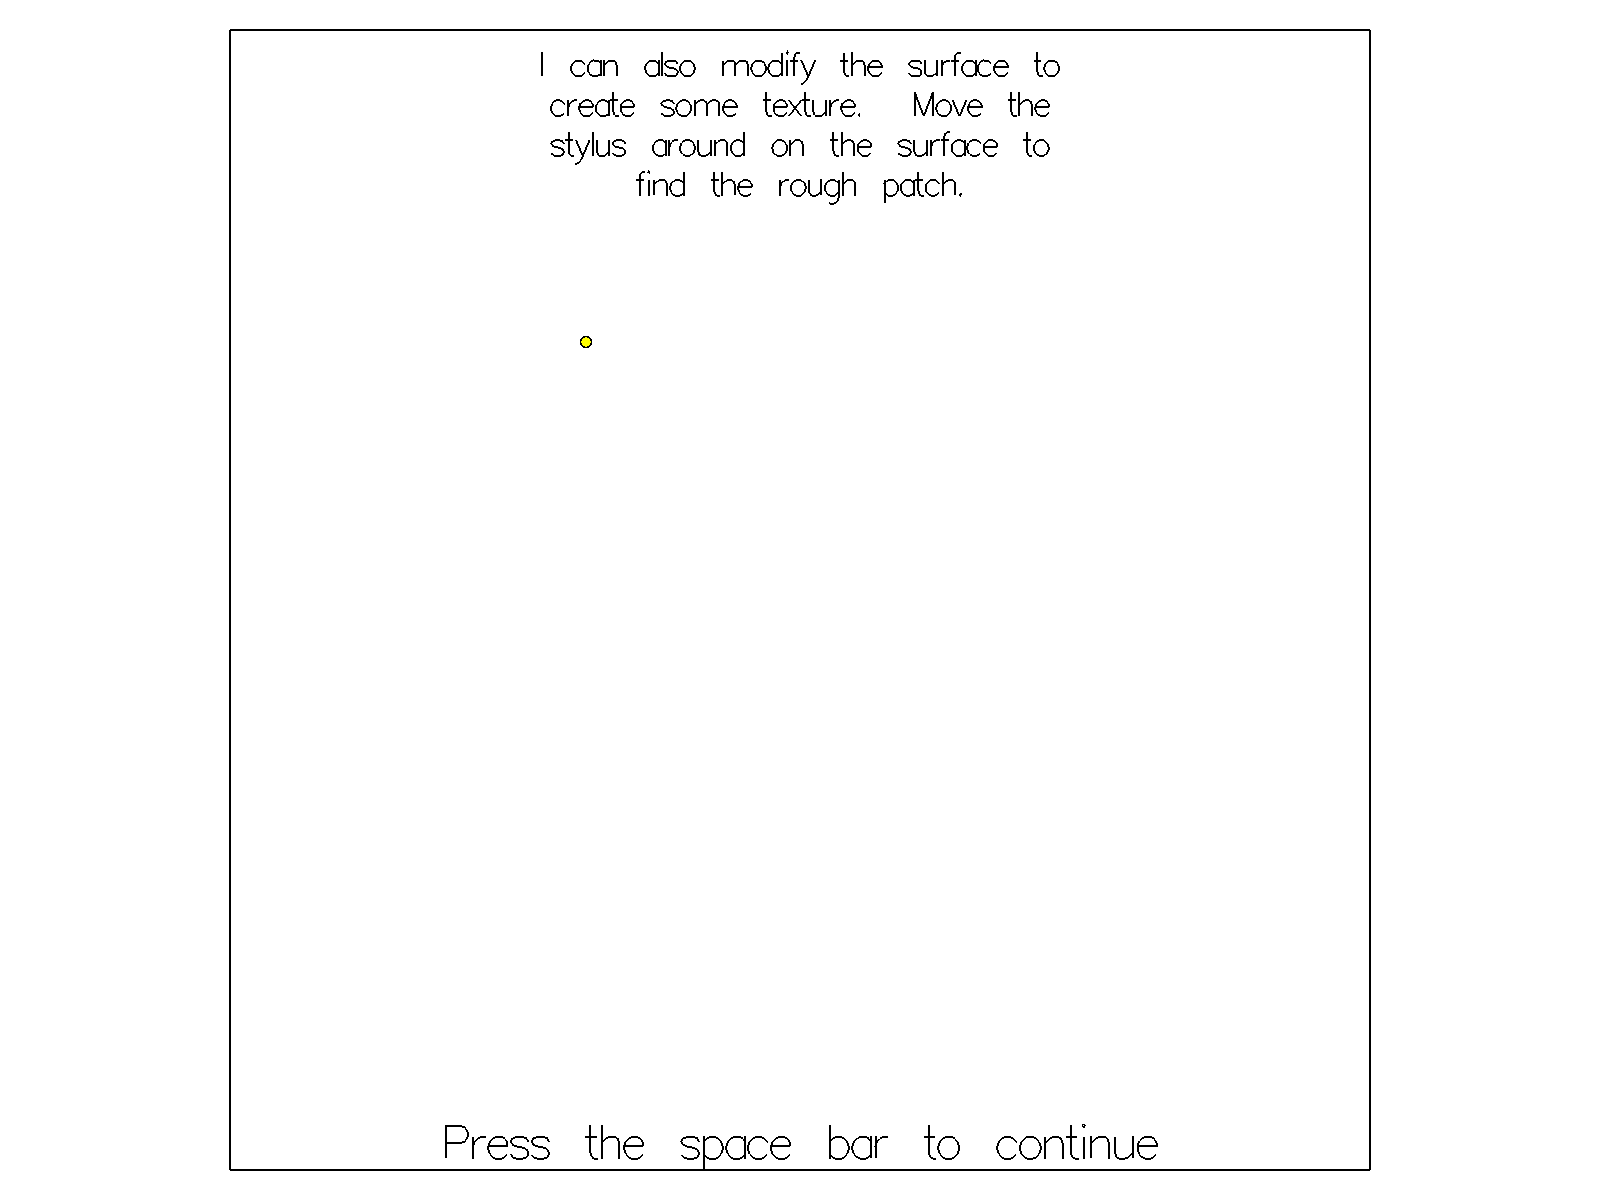 I can also modify the surface to
create some texture.  Move the
stylus around on the surface to
find the rough patch.
Press the space bar to continue